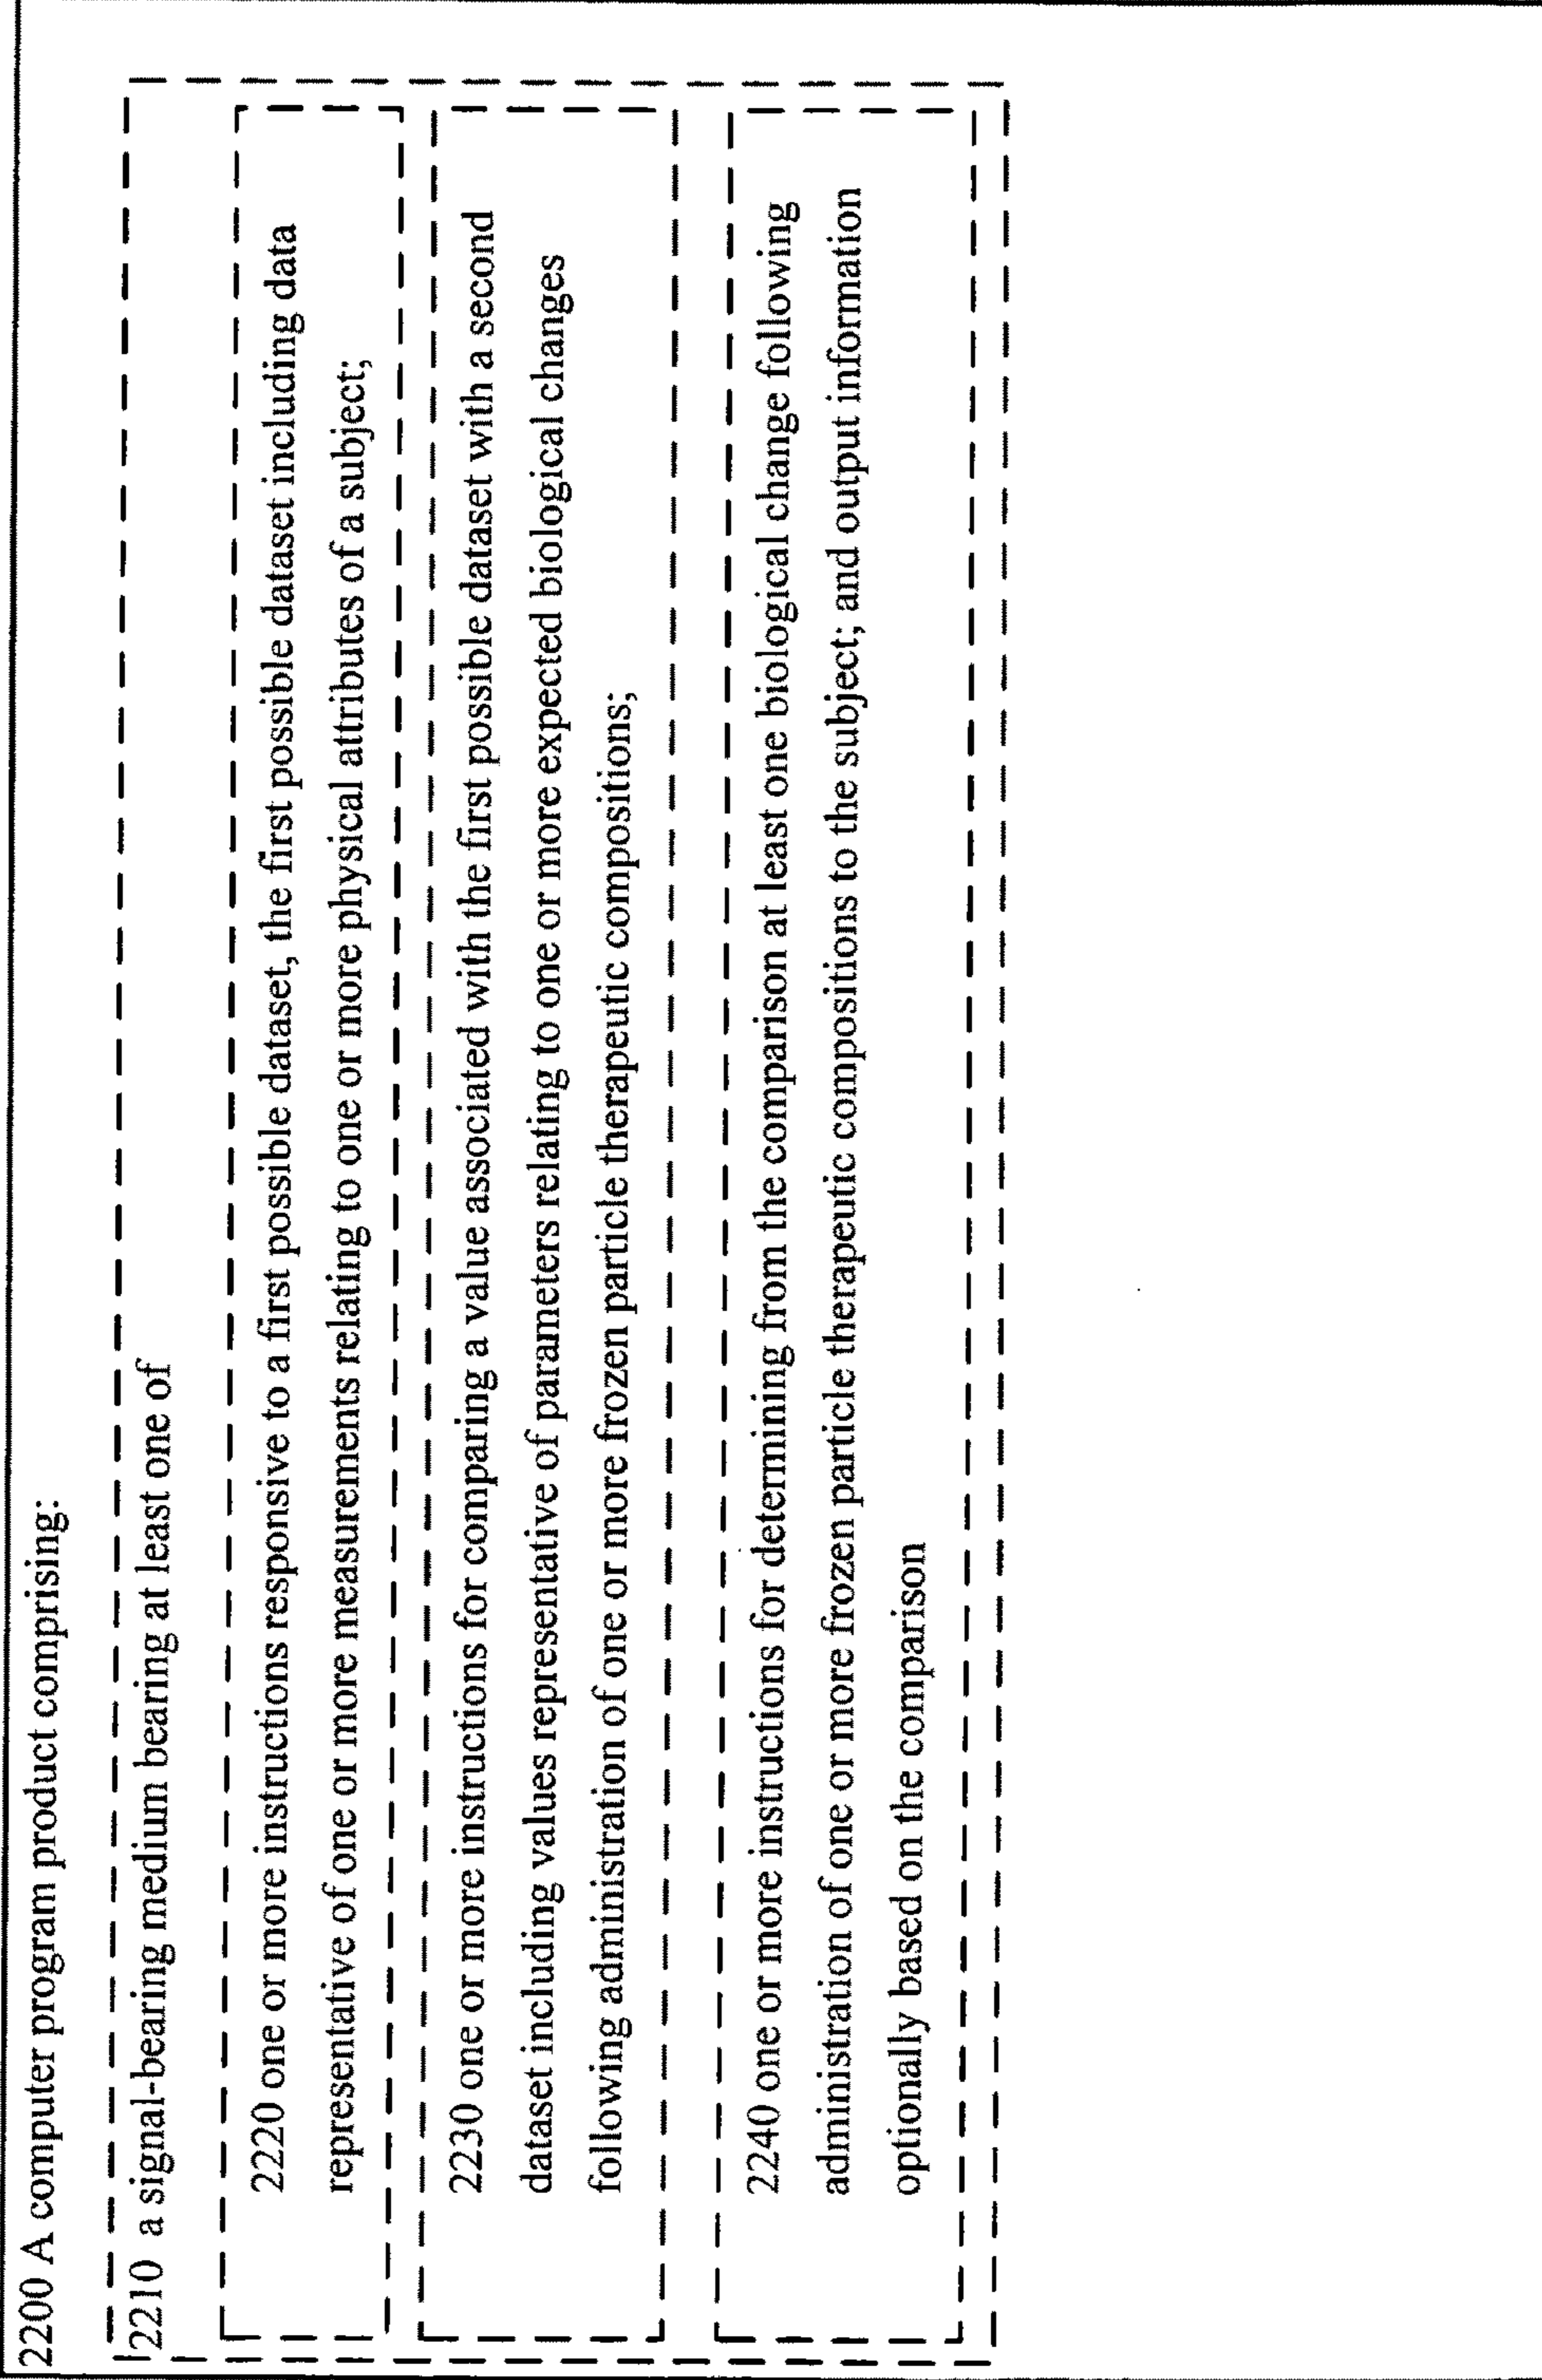 2200 A computer program product comprising:
2210 a signal-bearing medium bearing at least one of
2220 one or more instructions responsive to a first possible dataset, the first possible dataset including data
representative of one or more measurements relating to one or more physical attributes of a subject;
2230 one or more instructions for comparing a value associated with the first possible dataset with a second
dataset including values representative of parameters relating to one or more expected biological changes
following administration of one or more frozen particle therapeutic compositions;
2240 one or more instructions for determining from the comparison at least one biological change following
administration of one or more frozen particle therapeutic compositions to the subject; and output information
optionally based on the comparison